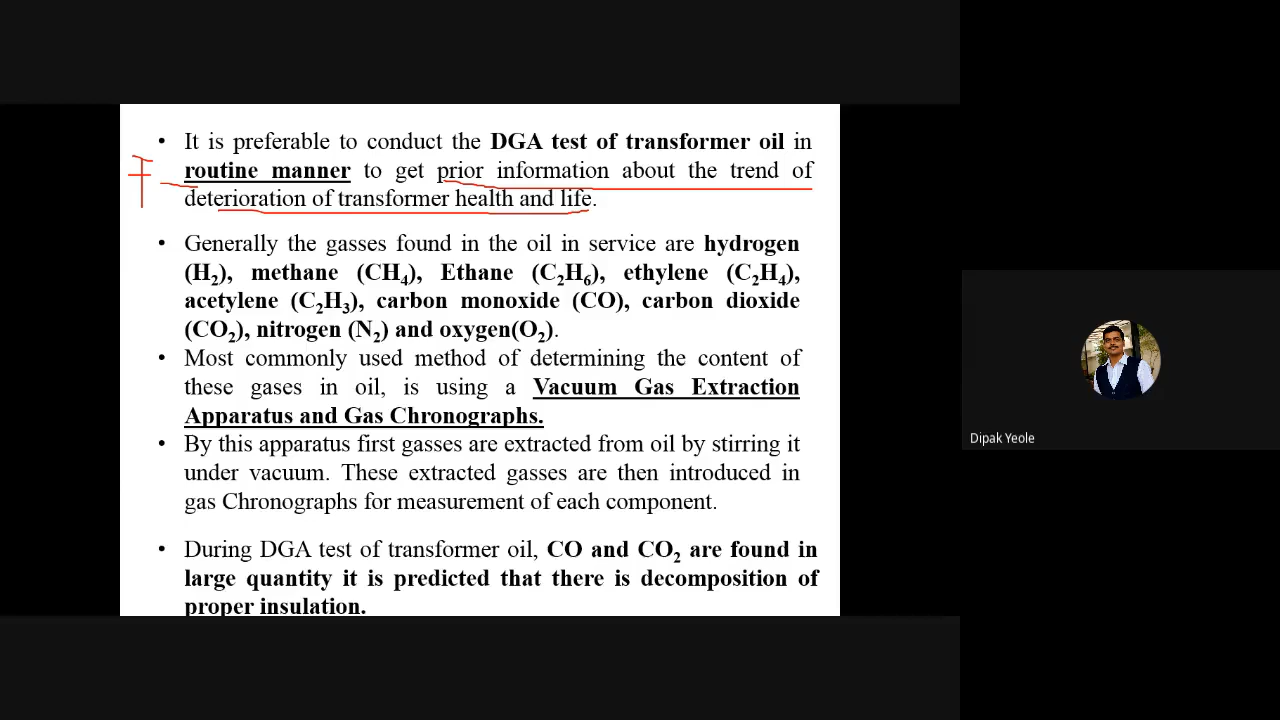 • It is preferable to conduct the DGA test of transformer oil in
routine manner to get prior information about the trend of
deterioration of transformer health and life.
• Generally the gasses found in the oil in service are hydrogen
(H₂), methane (CH₄), Ethane (C₂H₆), ethylene (C₂H₄),
acetylene (C₂H₃), carbon monoxide (CO), carbon dioxide
(CO₂), nitrogen (N₂) and oxygen(O₂).
• Most commonly used method of determining the content of
these gases in oil, is using a Vacuum Gas Extraction
Apparatus and Gas Chronographs.
• By this apparatus first gasses are extracted from oil by stirring it
under vacuum. These extracted gasses are then introduced in
gas Chronographs for measurement of each component.
• During DGA test of transformer oil, CO and CO₂ are found in
large quantity it is predicted that there is decomposition of
proper insulation.
Dipak Yeole